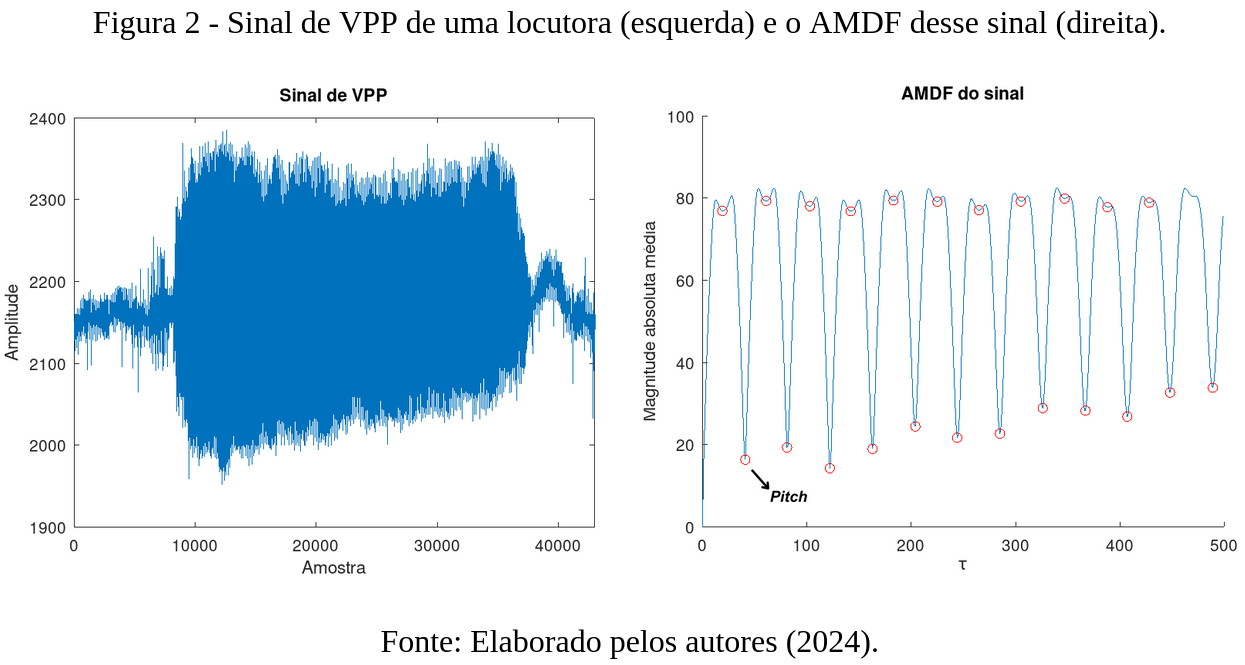 Figura 2 - Sinal de VPP de uma locutora (esquerda) e o AMDF desse sinal (direita).
Sinal de VPP
2400
2300
2200
2100
2000
1900
0
10000
20000
30000
40000
Amplitude
Amostra
AMDF do sinal
100
80
60
40
20
0
0
100
200
300
400
500
Magnitude absoluta média
τ
Pitch
Fonte: Elaborado pelos autores (2024).